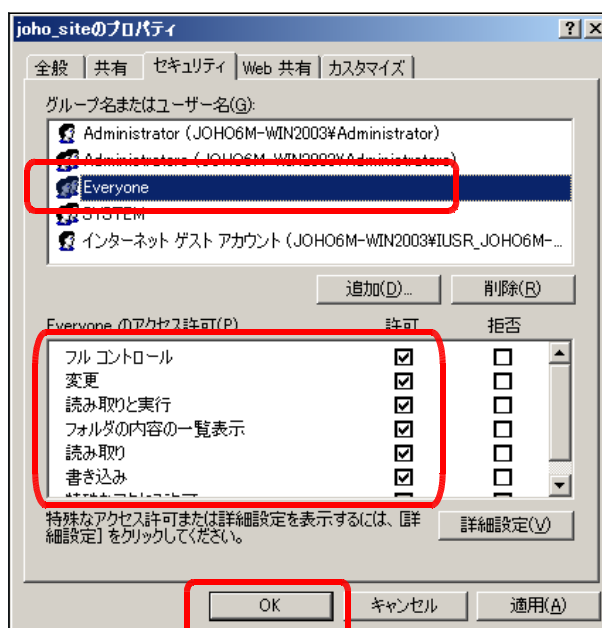 joho_siteのプロパティ
全般 共有 セキュリティ Web 共有 カスタマイズ
グループ名またはユーザー名(G):
Administrator (JOHO6M-WIN2003¥Administrator)
Administrators (JOHO6M-WIN2003¥Administrators)
Everyone
SYSTEM
インターネット ゲスト アカウント (JOHO6M-WIN2003¥IUSR_JOHO6M-...
追加(D)... 削除(R)
Everyone のアクセス許可(P) 許可 拒否
フル コントロール
変更
読み取りと実行
フォルダの内容の一覧表示
読み取り
書き込み
特殊なアクセス許可または詳細設定を表示するには、[詳
細設定] をクリックしてください。
詳細設定(V)
OK キャンセル 適用(A)